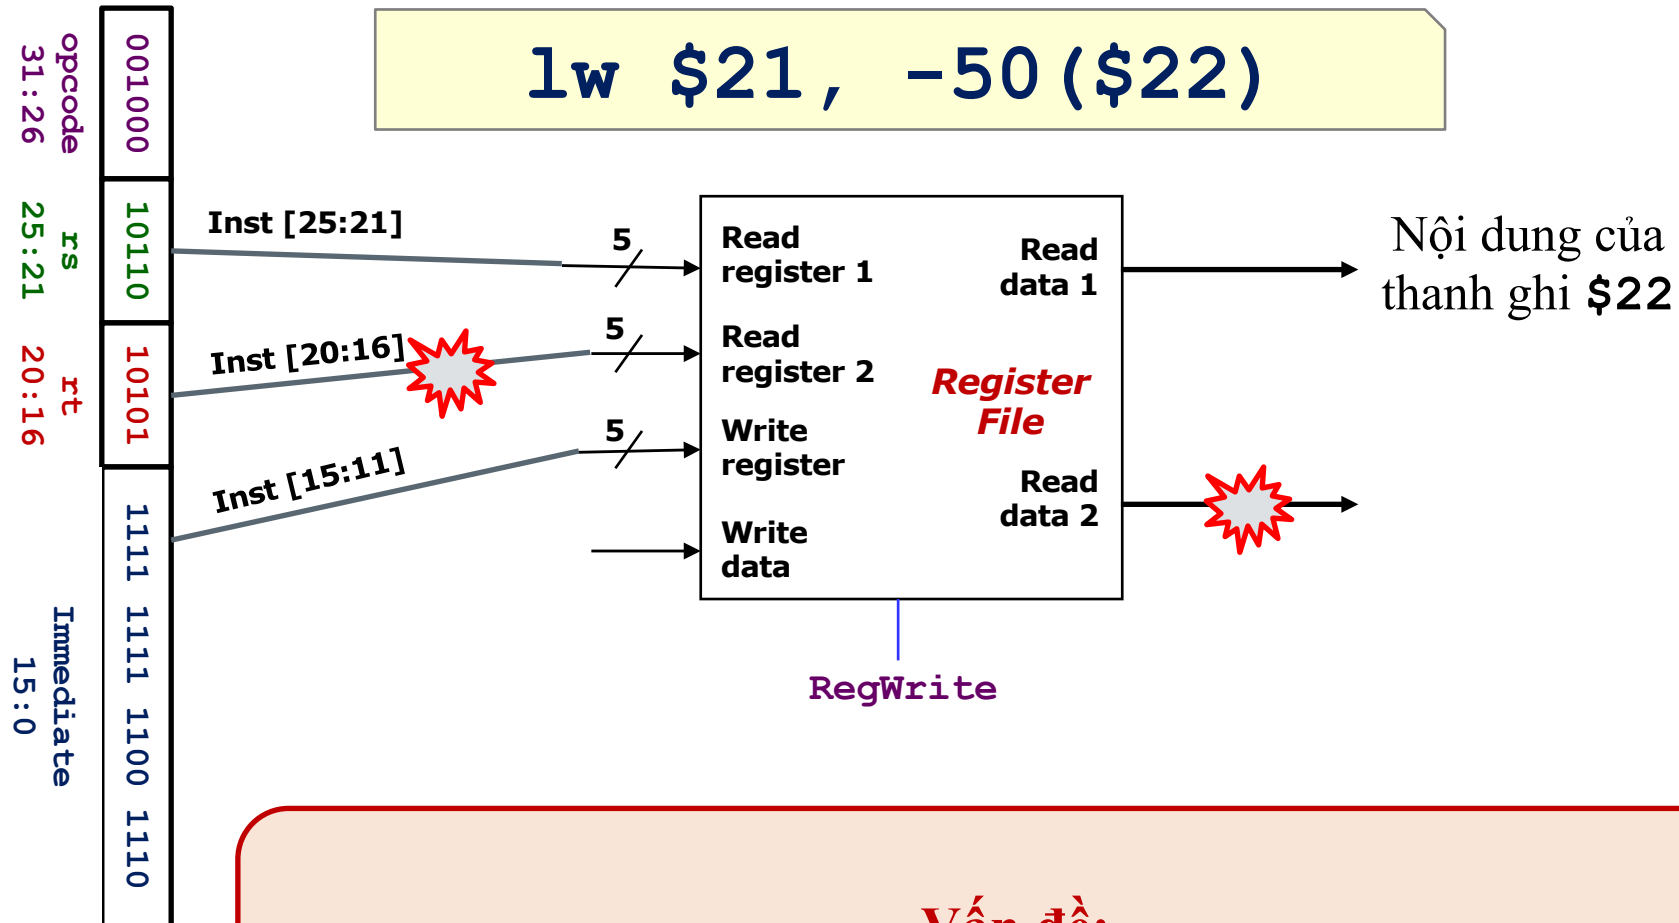 lw $21, -50($22)
opcode
31:26
001000
rs
25:21
10110
rt
20:16
10101
Immediate
15:0
1111 1111 1100 1110
Inst [25:21]
5
Inst [20:16]
5
Inst [15:11]
5
Read
register 1
Read
register 2
Write
register
Write
data
Register
File
Read
data 1
Read
data 2
RegWrite
Nội dung của
thanh ghi $22
Vấn đề: